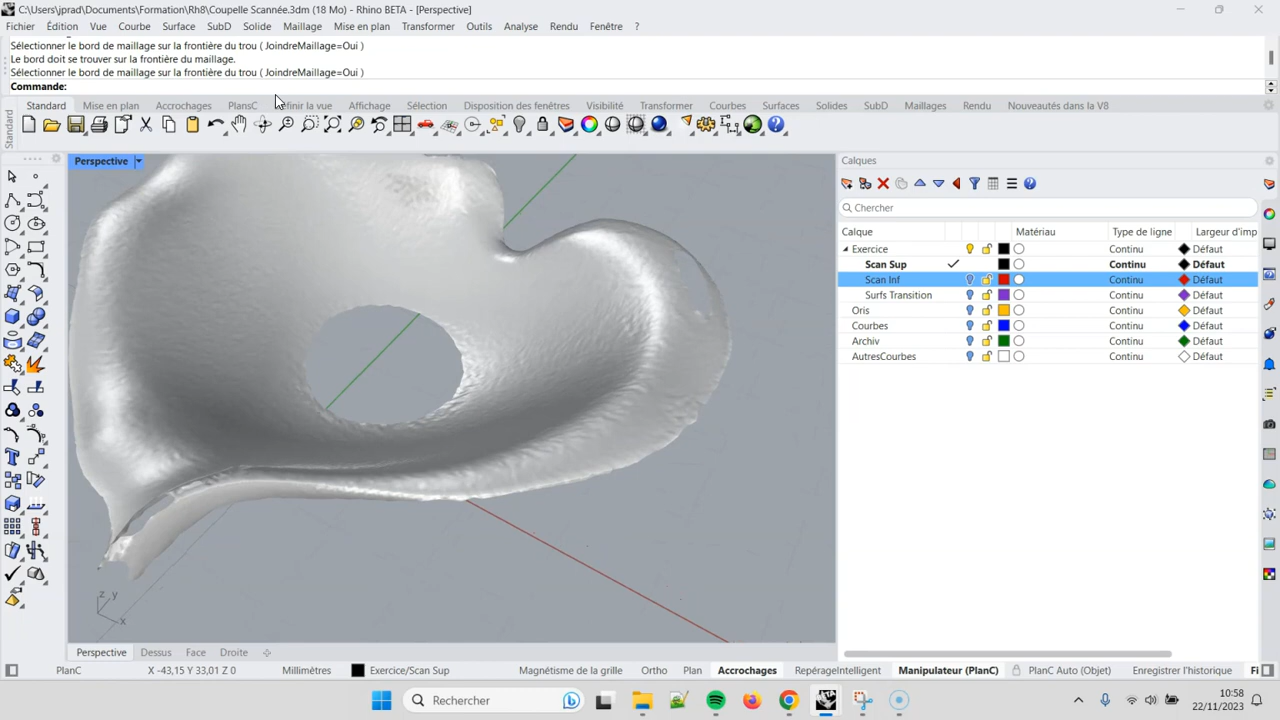 C:\Users\jprad\Documents\Formation\Rh8\Coupelle Scannée.3dm (18 Mo) - Rhino BETA - [Perspective]
Fichier Édition Vue Courbe Surface SubD Solide Maillage Mise en plan Transformer Outils Analyse Rendu Fenêtre ?
Sélectionner le bord de maillage sur la frontière du trou ( JoindreMaillage=Oui )
Le bord doit se trouver sur la frontière du maillage.
Sélectionner le bord de maillage sur la frontière du trou ( JoindreMaillage=Oui )
Commande:
Standard
Standard Mise en plan Accrochages PlansC finir la vue Affichage Sélection Disposition des fenêtres Visibilité Transformer Courbes Surfaces Solides SubD Maillages Rendu Nouveautés dans la V8
Perspective
Calques
Chercher
Calque Matériau Type de ligne Largeur d'imp
Exercice Continu Défaut
Scan Sup Continu Défaut
Scan Inf Continu Défaut
Surfs Transition Continu Défaut
Oris Continu Défaut
Courbes Continu Défaut
Archiv Continu Défaut
AutresCourbes Continu Défaut
z y
x
Perspective Dessus Face Droite
PlanC X -43,15 Y 33,01 Z 0 Millimètres Exercice/Scan Sup Magnétisme de la grille Ortho Plan Accrochages RepérageIntelligent Manipulateur (PlanC) PlanC Auto (Objet) Enregistrer l'historique Fi
Rechercher
10:58
22/11/2023